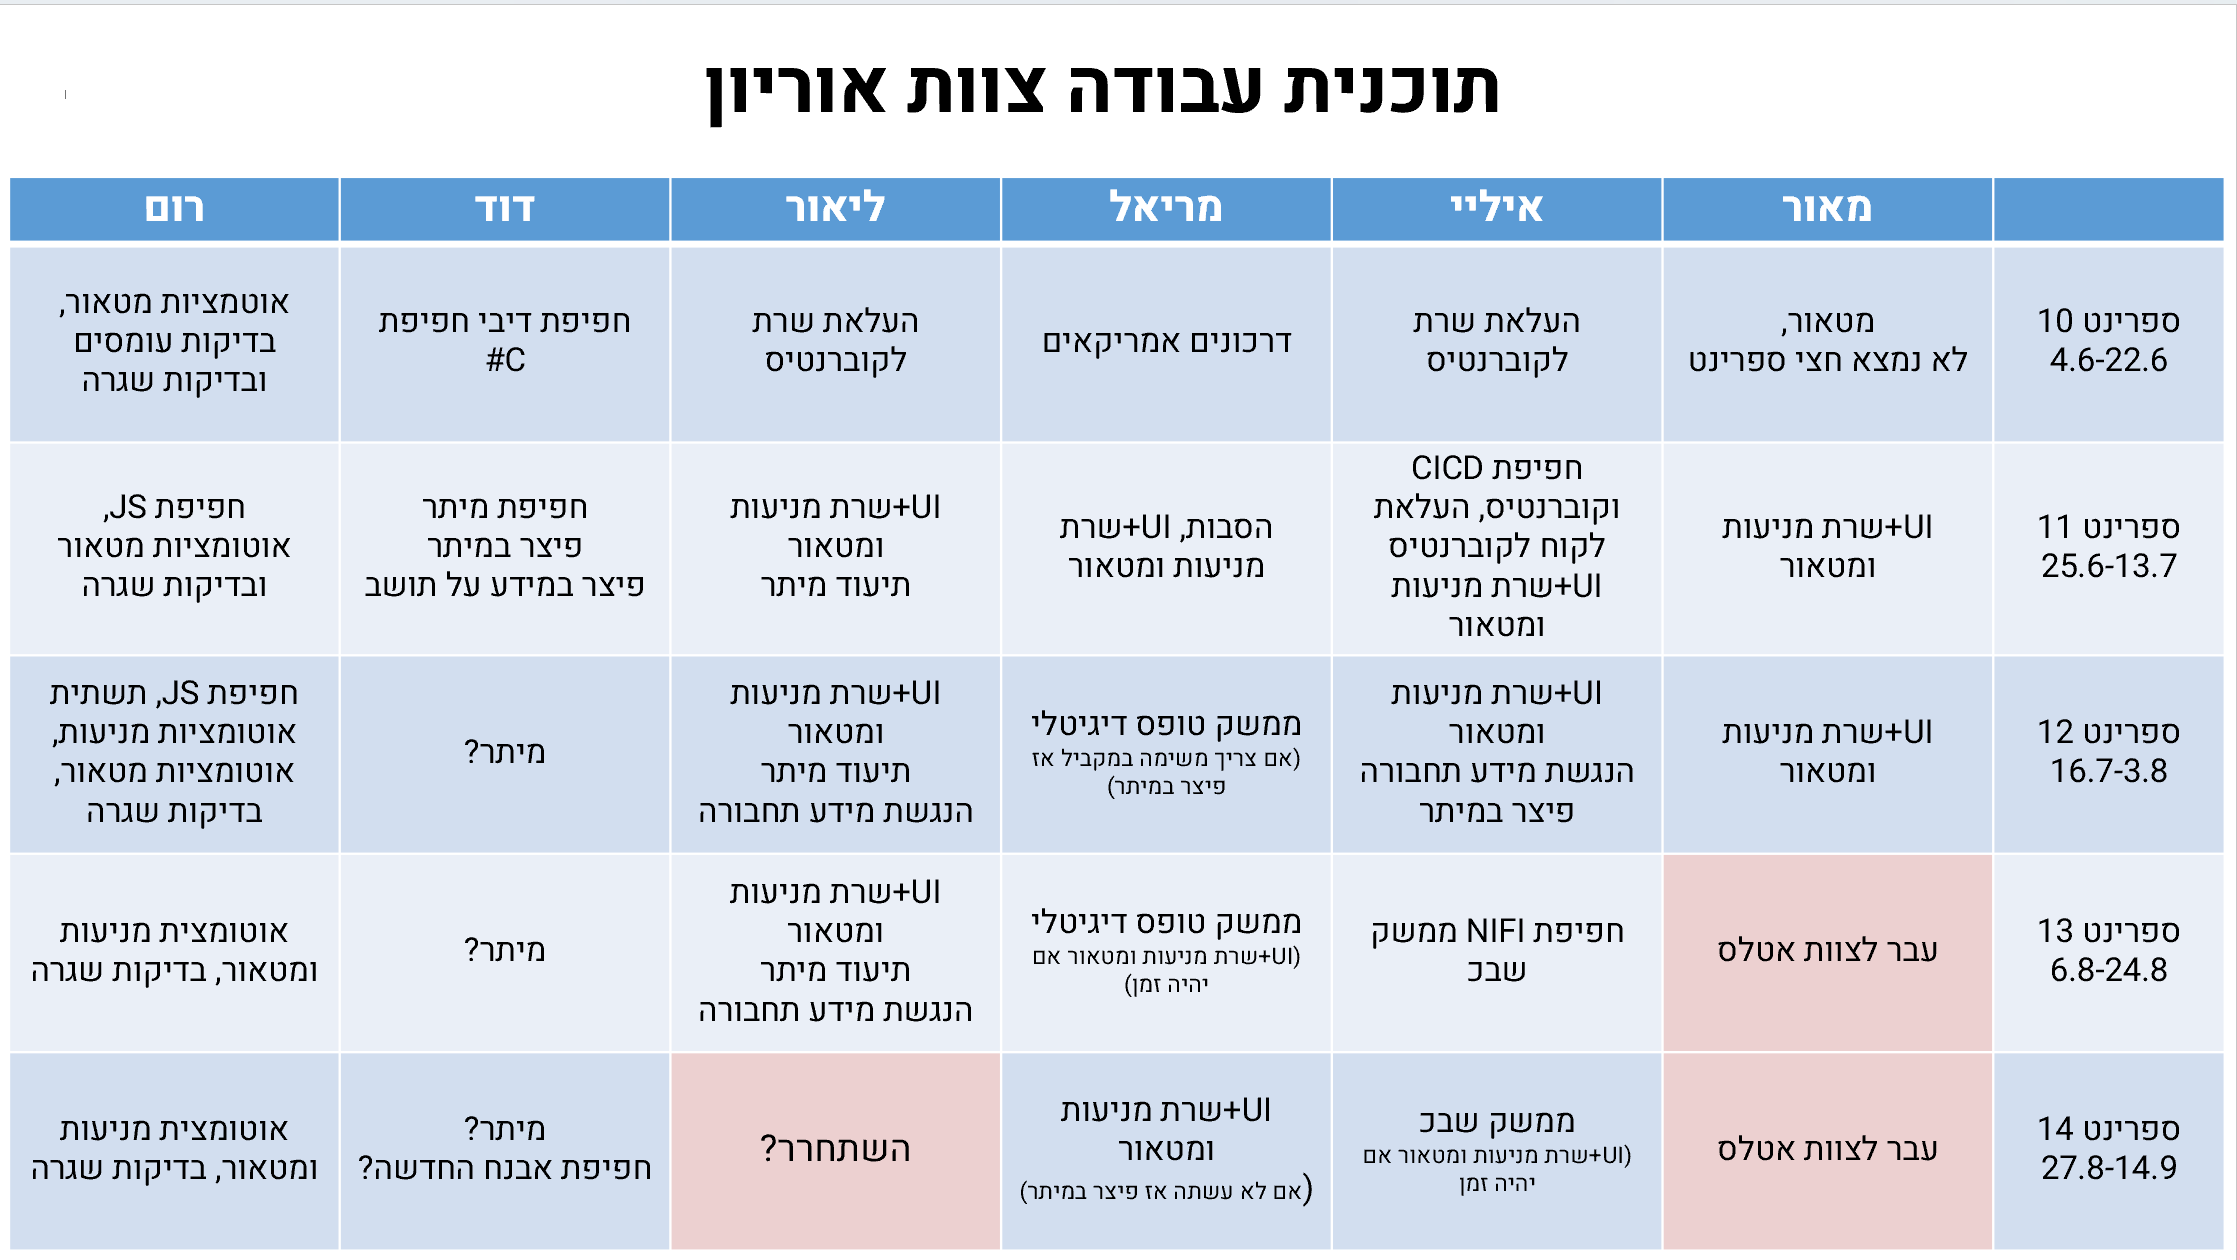 תוכנית עבודה צוות אוריון
מאור
איליי
מריאל
ליאור
דוד
רום
ספרינט 10
4.6-22.6
מטאור,
לא נמצא חצי ספרינט
העלאת שרת
לקוברנטיס
דרכונים אמריקאים
העלאת שרת
לקוברנטיס
חפיפת דיבי חפיפת
C#
אוטמציות מטאור,
בדיקות עומסים
ובדיקות שגרה
ספרינט 11
25.6-13.7
UI+שרת מניעות
ומטאור
חפיפת CICD
וקוברנטיס, העלאת
לקוח לקוברנטיס
UI+שרת מניעות
ומטאור
הסבות, UI+שרת
מניעות ומטאור
UI+שרת מניעות
ומטאור
תיעוד מיתר
חפיפת מיתר
פיצר במיתר
פיצר במידע על תושב
חפיפת JS,
אוטומציות מטאור
ובדיקות שגרה
ספרינט 12
16.7-3.8
UI+שרת מניעות
ומטאור
UI+שרת מניעות
ומטאור
הנגשת מידע תחבורה
פיצר במיתר
ממשק טופס דיגיטלי
(אם צריך משימה במקביל אז
פיצר במיתר)
UI+שרת מניעות
ומטאור
תיעוד מיתר
הנגשת מידע תחבורה
מיתר?
חפיפת JS, תשתית
אוטומציות מניעות,
אוטומציות מטאור,
בדיקות שגרה
ספרינט 13
6.8-24.8
עבר לצוות אטלס
חפיפת NIFI ממשק
שבכ
ממשק טופס דיגיטלי
(UI+שרת מניעות ומטאור אם
יהיה זמן)
UI+שרת מניעות
ומטאור
תיעוד מיתר
הנגשת מידע תחבורה
מיתר?
אוטומצית מניעות
ומטאור, בדיקות שגרה
ספרינט 14
27.8-14.9
עבר לצוות אטלס
ממשק שבכ
(UI+שרת מניעות ומטאור אם
יהיה זמן
UI+שרת מניעות
ומטאור
(אם לא עשתה אז פיצר במיתר)
השתחרר?
מיתר?
חפיפת אבנח החדשה?
אוטומצית מניעות
ומטאור, בדיקות שגרה